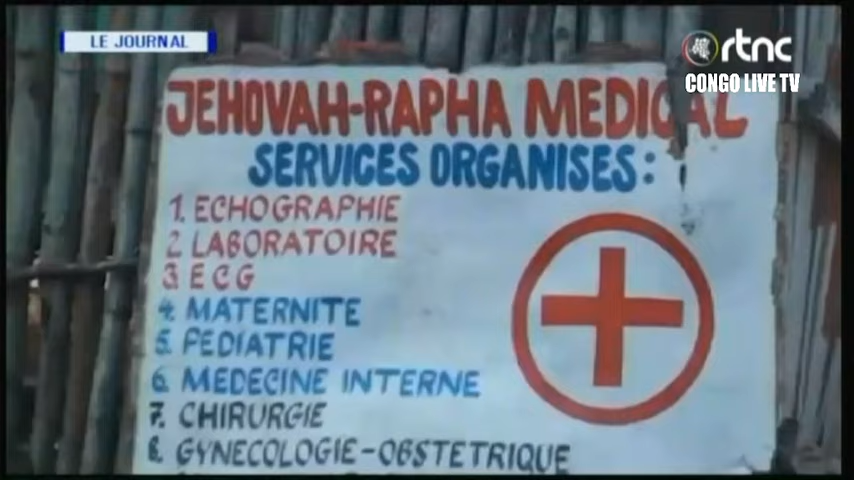 LE JOURNAL
rtnc
CONGO LIVE TV
JEHOVAH-RAPHA MEDICAL
SERVICES ORGANISES:
1. ECHOGRAPHIE
2. LABORATOIRE
3. ECG
4. MATERNITE
5. PEDIATRIE
6. MEDECINE INTERNE
7. CHIRURGIE
8. GYNECOLOGIE-OBSTETRIQUE